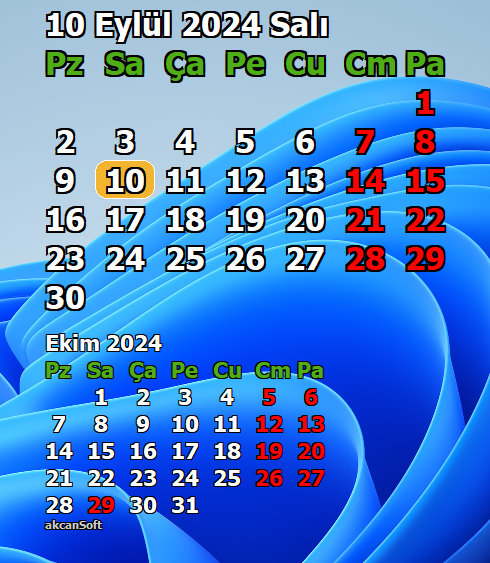 10 Eylül 2024 Salı
Pz Sa Ça Pe Cu Cm Pa
1
2 3 4 5 6 7 8
9 10 11 12 13 14 15
16 17 18 19 20 21 22
23 24 25 26 27 28 29
30
Ekim 2024
Pz Sa Ça Pe Cu Cm Pa
1 2 3 4 5 6
7 8 9 10 11 12 13
14 15 16 17 18 19 20
21 22 23 24 25 26 27
28 29 30 31
akcanSoft